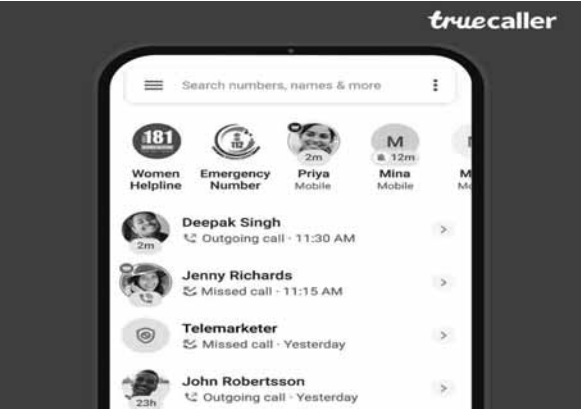 truecaller
Search numbers, names & more
181
112
2m
M
12m
Women Helpline
Emergency Number
Priya
Mobile
Mina
Mobile
Deepak Singh
2m
Outgoing call · 11:30 AM
Jenny Richards
Missed call · 11:15 AM
Telemarketer
Missed call · Yesterday
John Robertsson
23h
Outgoing call · Yesterday